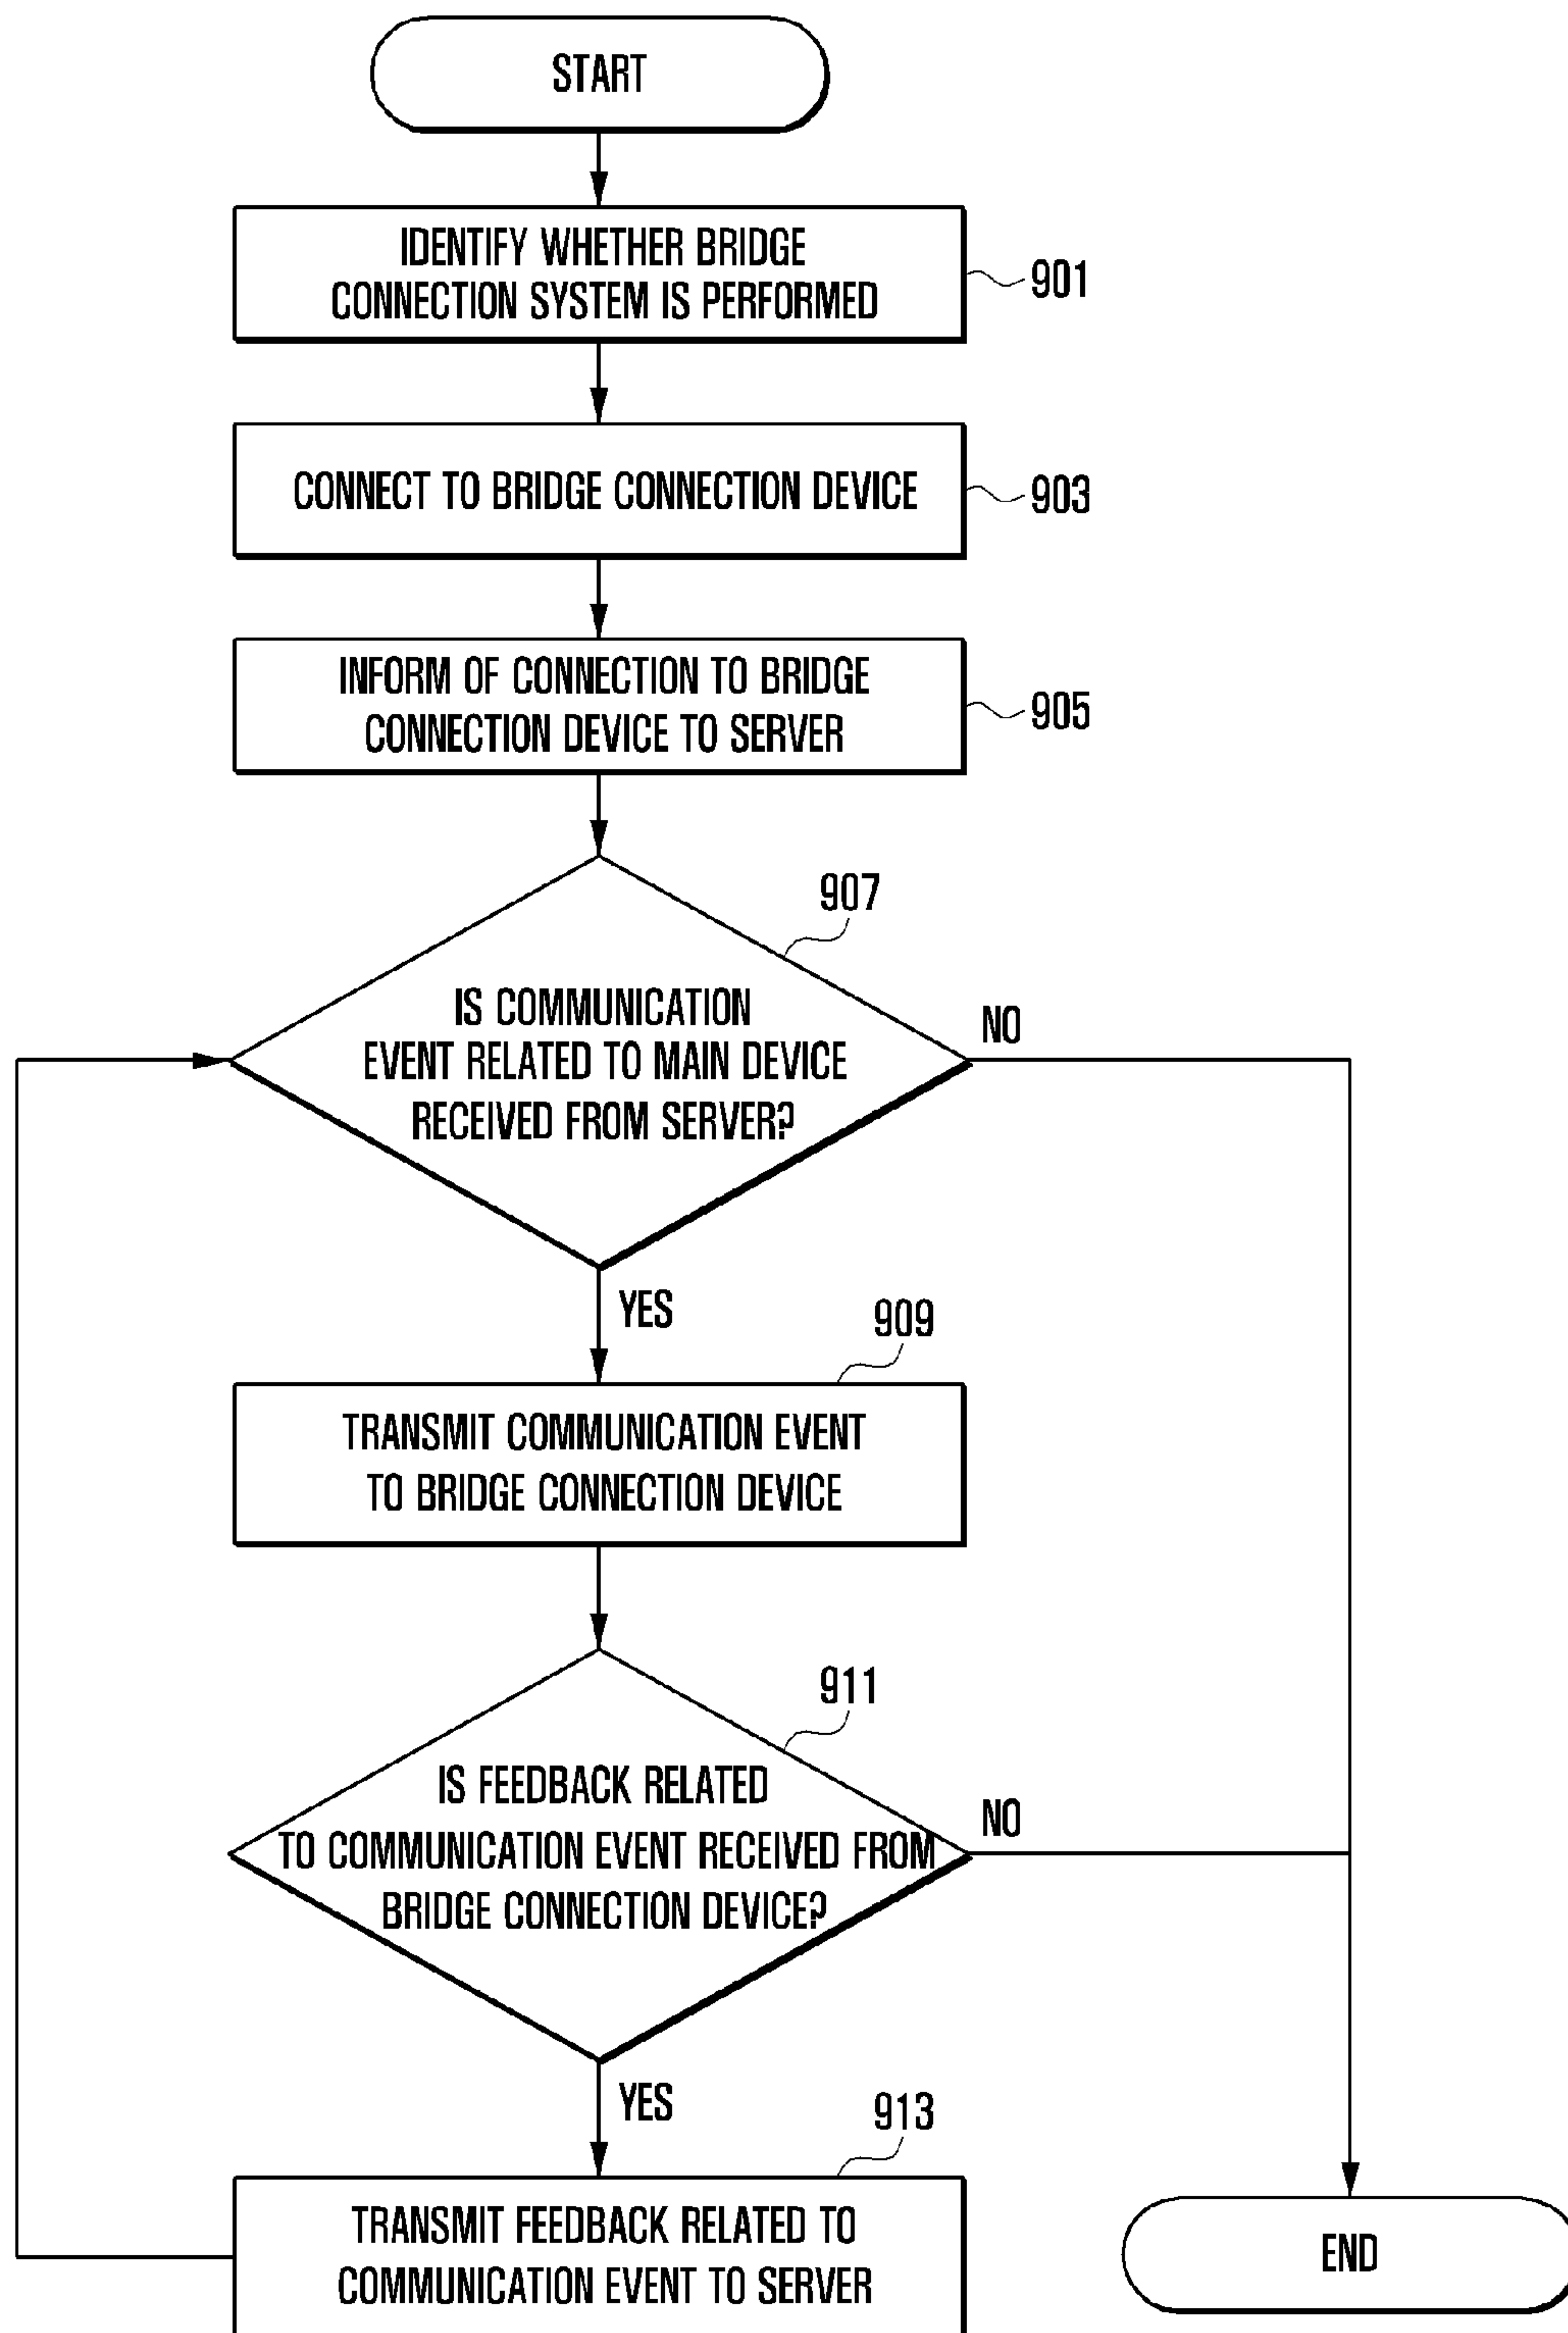 START
IDENTIFY WHETHER BRIDGE
CONNECTION SYSTEM IS PERFORMED
901
CONNECT TO BRIDGE CONNECTION DEVICE
903
INFORM OF CONNECTION TO BRIDGE
CONNECTION DEVICE TO SERVER
905
907
IS COMMUNICATION
EVENT RELATED TO MAIN DEVICE
RECEIVED FROM SERVER?
NO
YES
909
TRANSMIT COMMUNICATION EVENT
TO BRIDGE CONNECTION DEVICE
911
IS FEEDBACK RELATED
TO COMMUNICATION EVENT RECEIVED FROM
BRIDGE CONNECTION DEVICE?
NO
YES
913
TRANSMIT FEEDBACK RELATED TO
COMMUNICATION EVENT TO SERVER
END